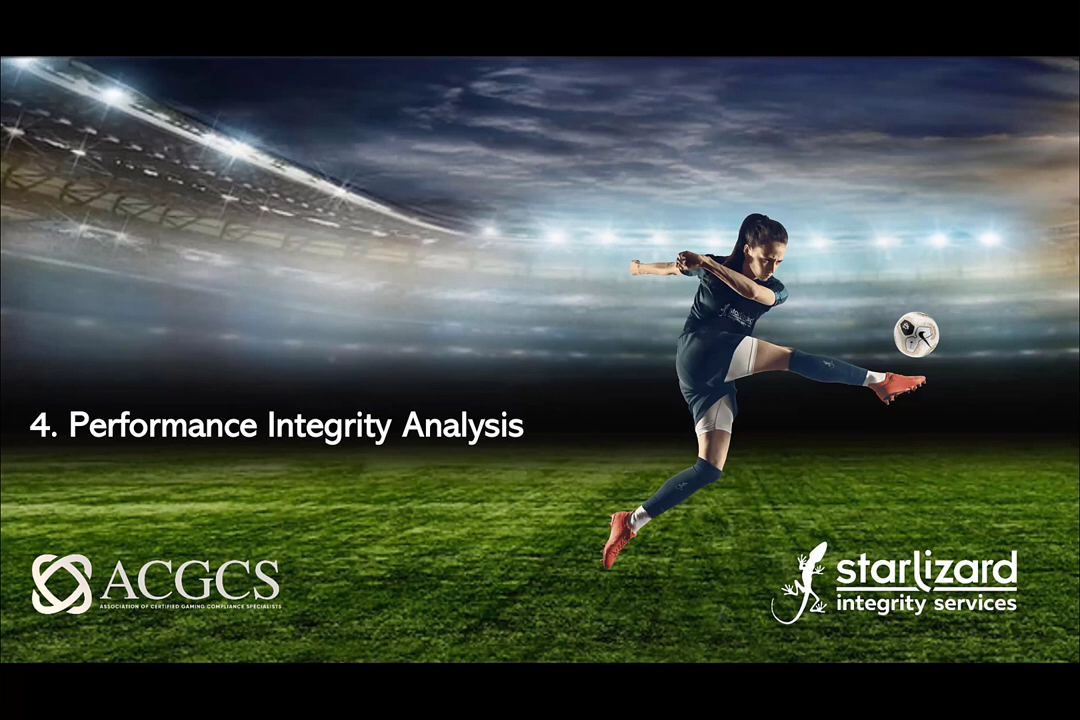 4. Performance Integrity Analysis
ACGCS
ASSOCIATION OF CERTIFIED GAMING COMPLIANCE SPECIALISTS
starlizard
integrity services